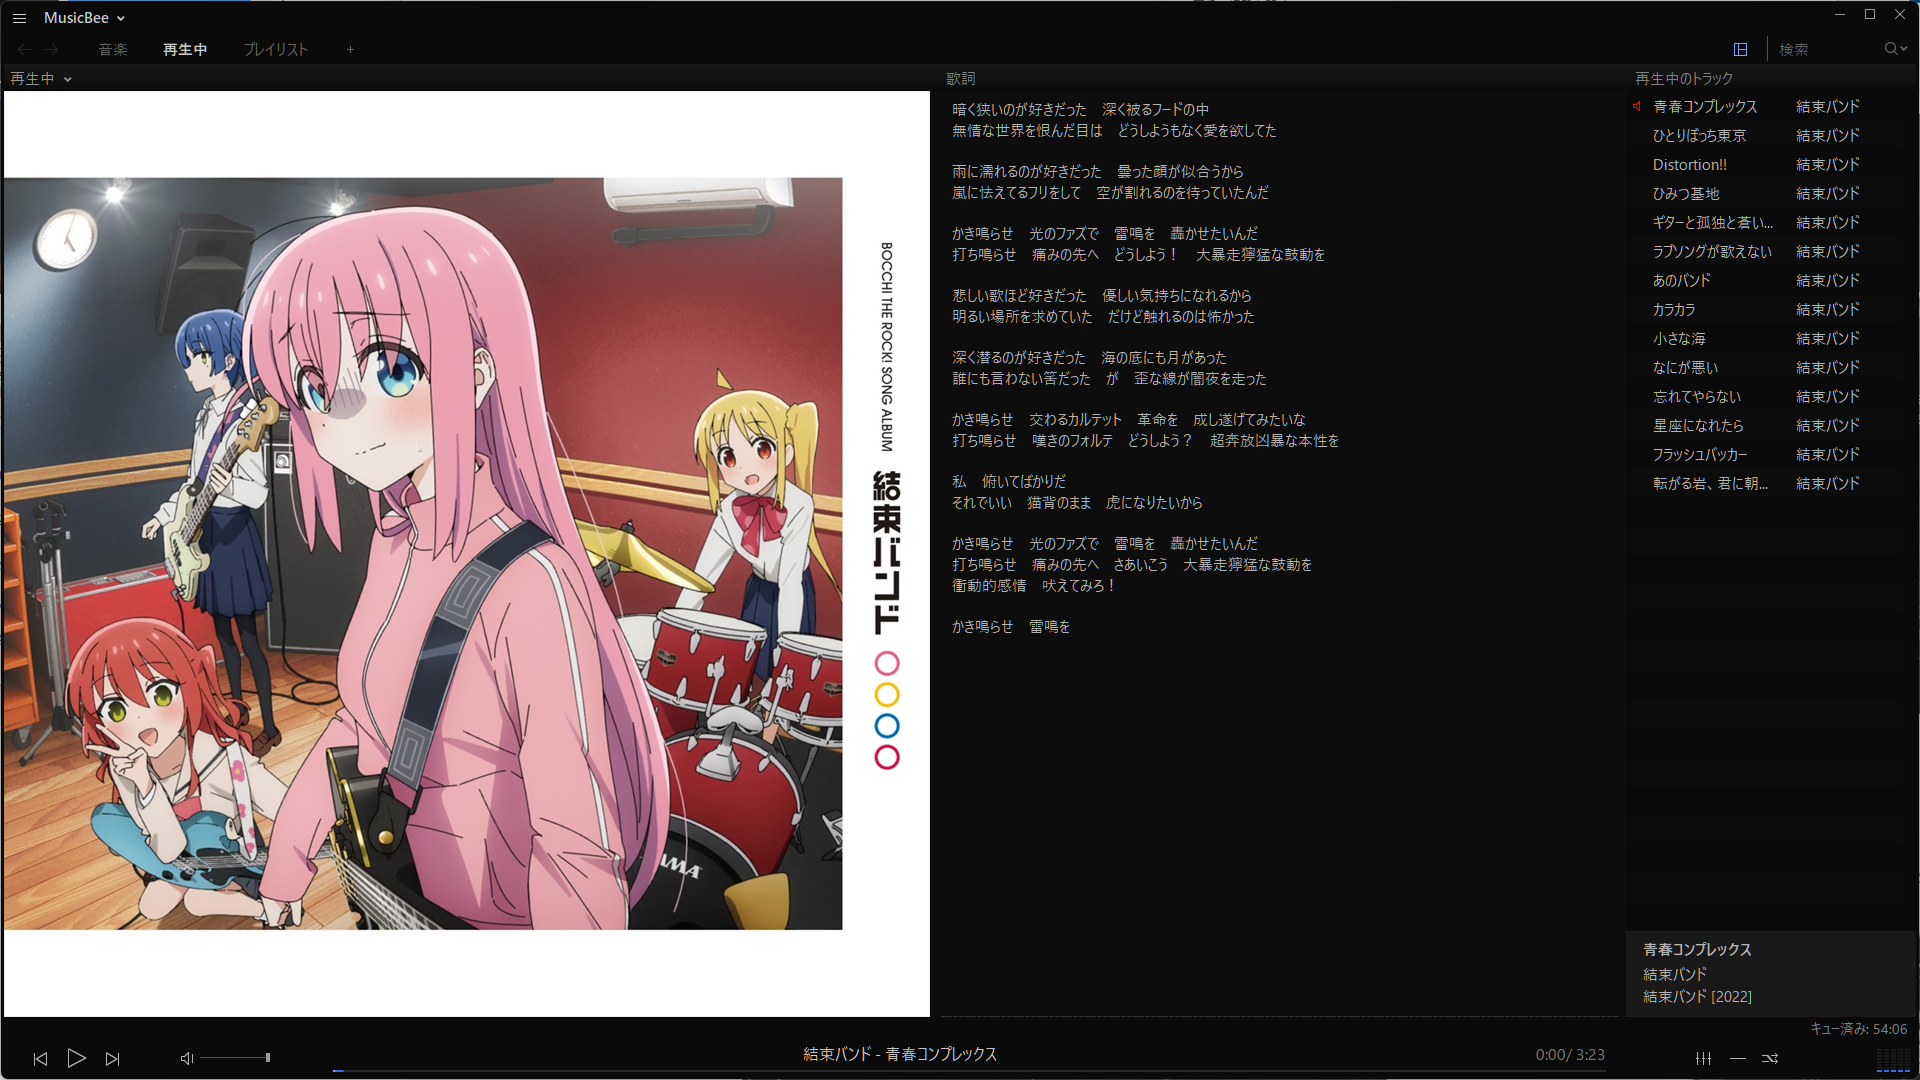 MusicBee
音楽
再生中
プレイリスト
+
検索
再生中
BOCCHI THE ROCK! SONG ALBUM
結束バンド
TAMA
歌詞
暗く狭いのが好きだった　深く被るフードの中
無情な世界を恨んだ目は　どうしようもなく愛を欲してた
雨に濡れるのが好きだった　曇った顔が似合うから
嵐に怯えてるフリをして　空が割れるのを待っていたんだ
かき鳴らせ　光のファズで　雷鳴を　轟かせたいんだ
打ち鳴らせ　痛みの先へ　どうしよう！　大暴走獰猛な鼓動を
悲しい歌ほど好きだった　優しい気持ちになれるから
明るい場所を求めていた　だけど触れるのは怖かった
深く潜るのが好きだった　海の底にも月があった
誰にも言わない筈だった　が　歪な線が闇夜を走った
かき鳴らせ　交わるカルテット　革命を　成し遂げてみたいな
打ち鳴らせ　嘆きのフォルテ　どうしよう？　超奔放凶暴な本性を
私　俯いてばかりだ
それでいい　猫背のまま　虎になりたいから
かき鳴らせ　光のファズで　雷鳴を　轟かせたいんだ
打ち鳴らせ　痛みの先へ　さあいこう　大暴走獰猛な鼓動を
衝動的感情　吠えてみろ！
かき鳴らせ　雷鳴を
再生中のトラック
青春コンプレックス　結束バンド
ひとりぼっち東京　結束バンド
Distortion!!　結束バンド
ひみつ基地　結束バンド
ギターと孤独と蒼い...　結束バンド
ラブソングが歌えない　結束バンド
あのバンド　結束バンド
カラカラ　結束バンド
小さな海　結束バンド
なにが悪い　結束バンド
忘れてやらない　結束バンド
星座になれたら　結束バンド
フラッシュバッカー　結束バンド
転がる岩、君に朝...　結束バンド
青春コンプレックス
結束バンド
結束バンド [2022]
キュー済み: 54:06
結束バンド - 青春コンプレックス
0:00/ 3:23